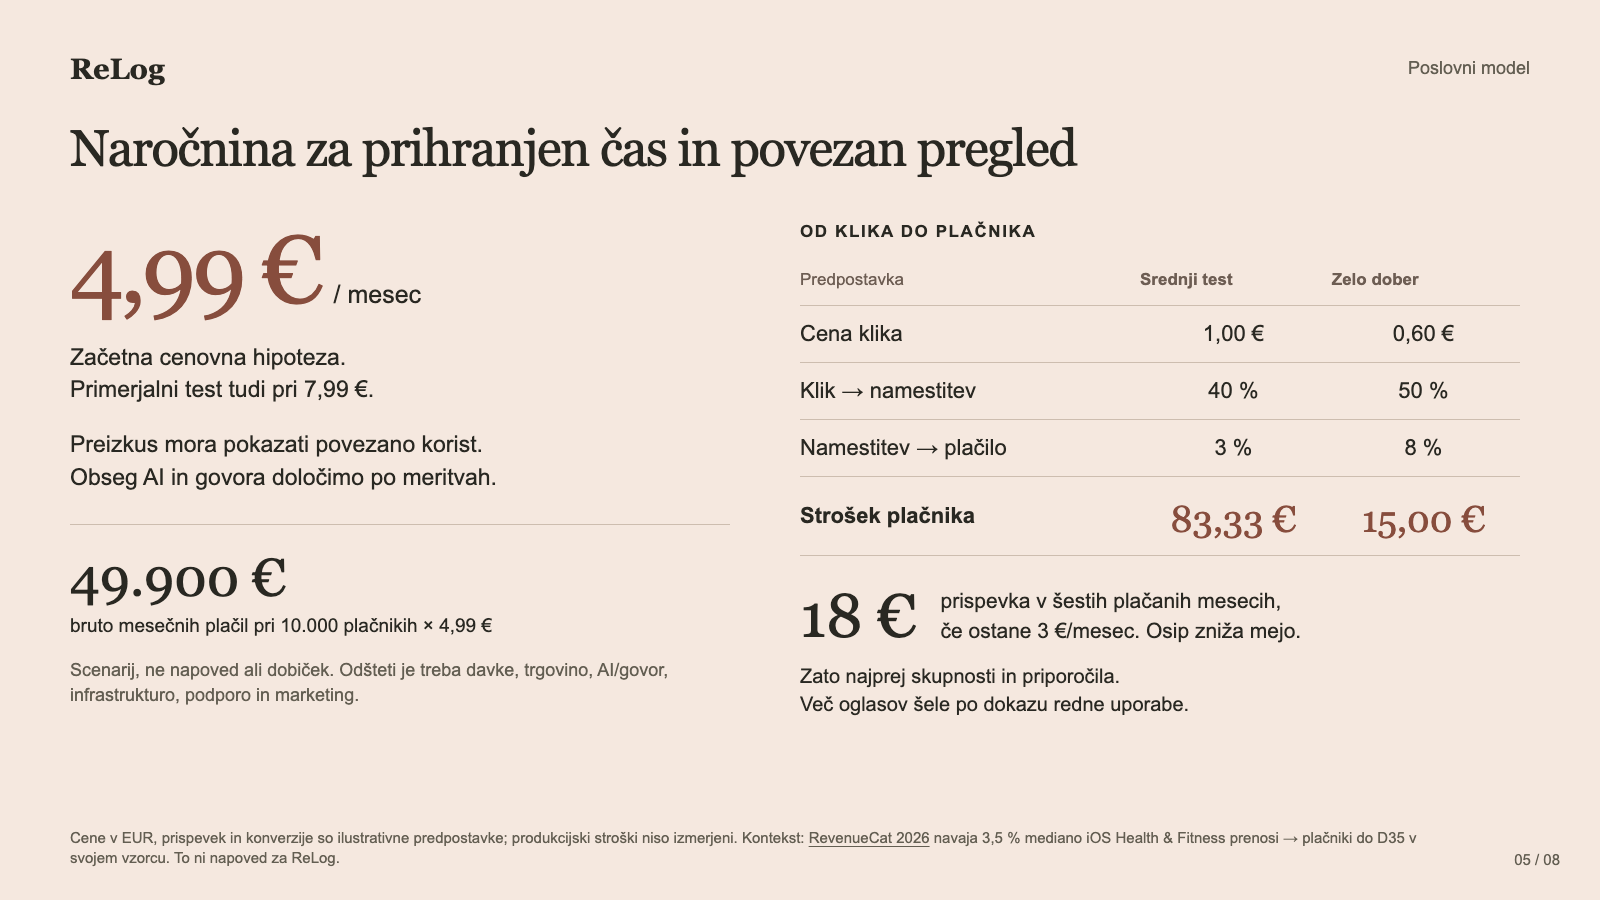 ReLog
Poslovni model
Naročnina za prihranjen čas in povezan pregled
4,99 € / mesec
Začetna cenovna hipoteza.
Primerjalni test tudi pri 7,99 €.
Preizkus mora pokazati povezano korist.
Obseg AI in govora določimo po meritvah.
49.900 €
bruto mesečnih plačil pri 10.000 plačnikih × 4,99 €
Scenarij, ne napoved ali dobiček. Odšteti je treba davke, trgovino, AI/govor,
infrastrukturo, podporo in marketing.
OD KLIKA DO PLAČNIKA
Predpostavka Srednji test Zelo dober
Cena klika 1,00 € 0,60 €
Klik → namestitev 40 % 50 %
Namestitev → plačilo 3 % 8 %
Strošek plačnika 83,33 € 15,00 €
18 €
prispevka v šestih plačanih mesecih,
če ostane 3 €/mesec. Osip zniža mejo.
Zato najprej skupnosti in priporočila.
Več oglasov šele po dokazu redne uporabe.
Cene v EUR, prispevek in konverzije so ilustrativne predpostavke; produkcijski stroški niso izmerjeni. Kontekst: RevenueCat 2026 navaja 3,5 % mediano iOS Health & Fitness prenosi → plačniki do D35 v
svojem vzorcu. To ni napoved za ReLog.
05 / 08